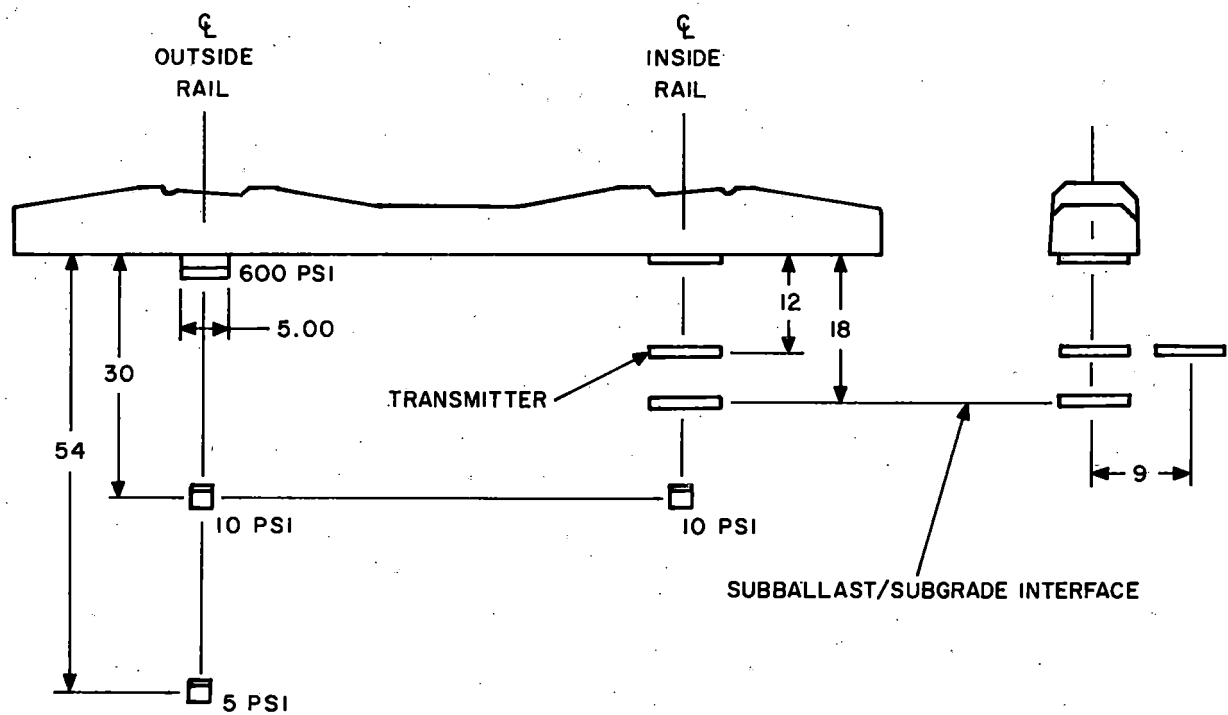 ℄
OUTSIDE
RAIL
℄
INSIDE
RAIL
600 PSI
5.00
12
18
30
TRANSMITTER
54
9
10 PSI
10 PSI
SUBBALLAST/SUBGRADE INTERFACE
5 PSI